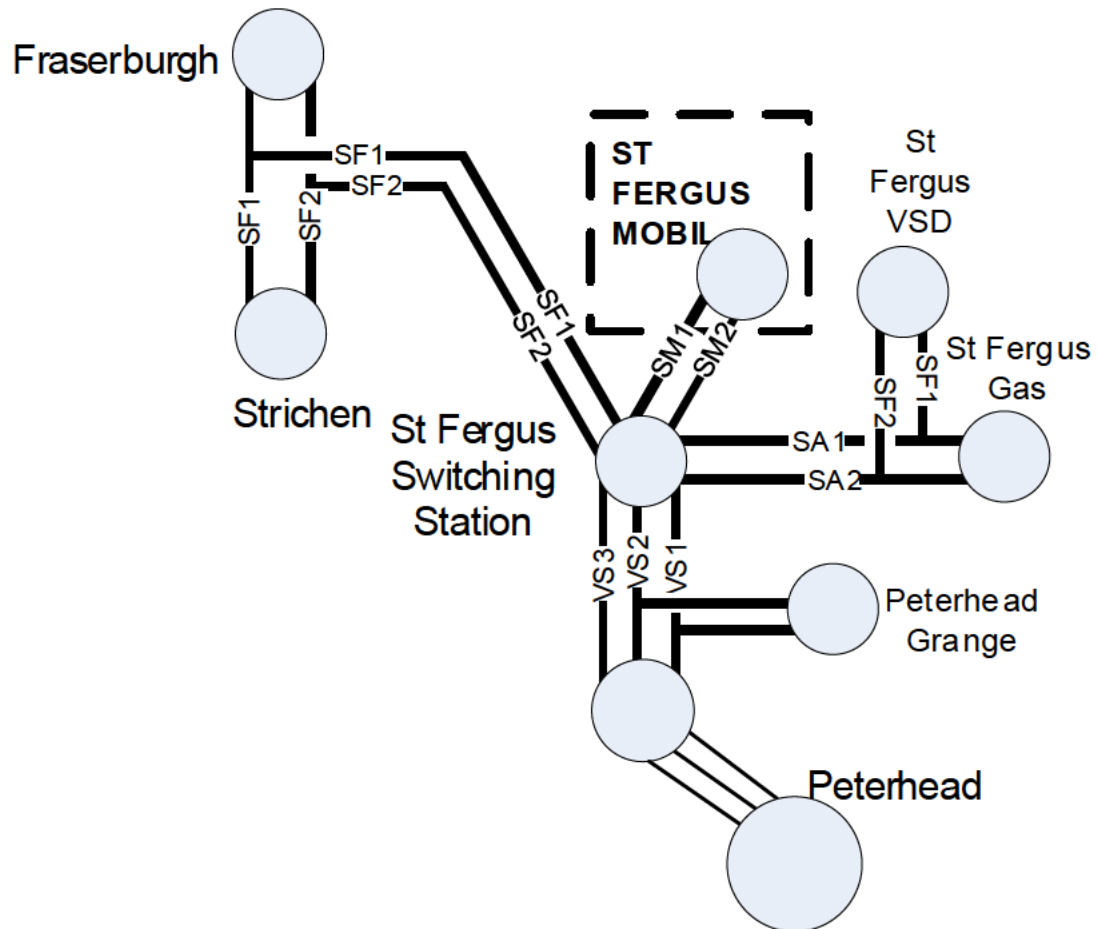 Fraserburgh
SF1
SF2
SF1
SF2
Strichen
SF1
SF2
ST
FERGUS
MOBIL
SM1
SM2
St
Fergus
VSD
SF2
SF1
St Fergus
Gas
St Fergus
Switching
Station
SA1
SA2
VS3
VS2
VS1
Peterhead
Grange
Peterhead